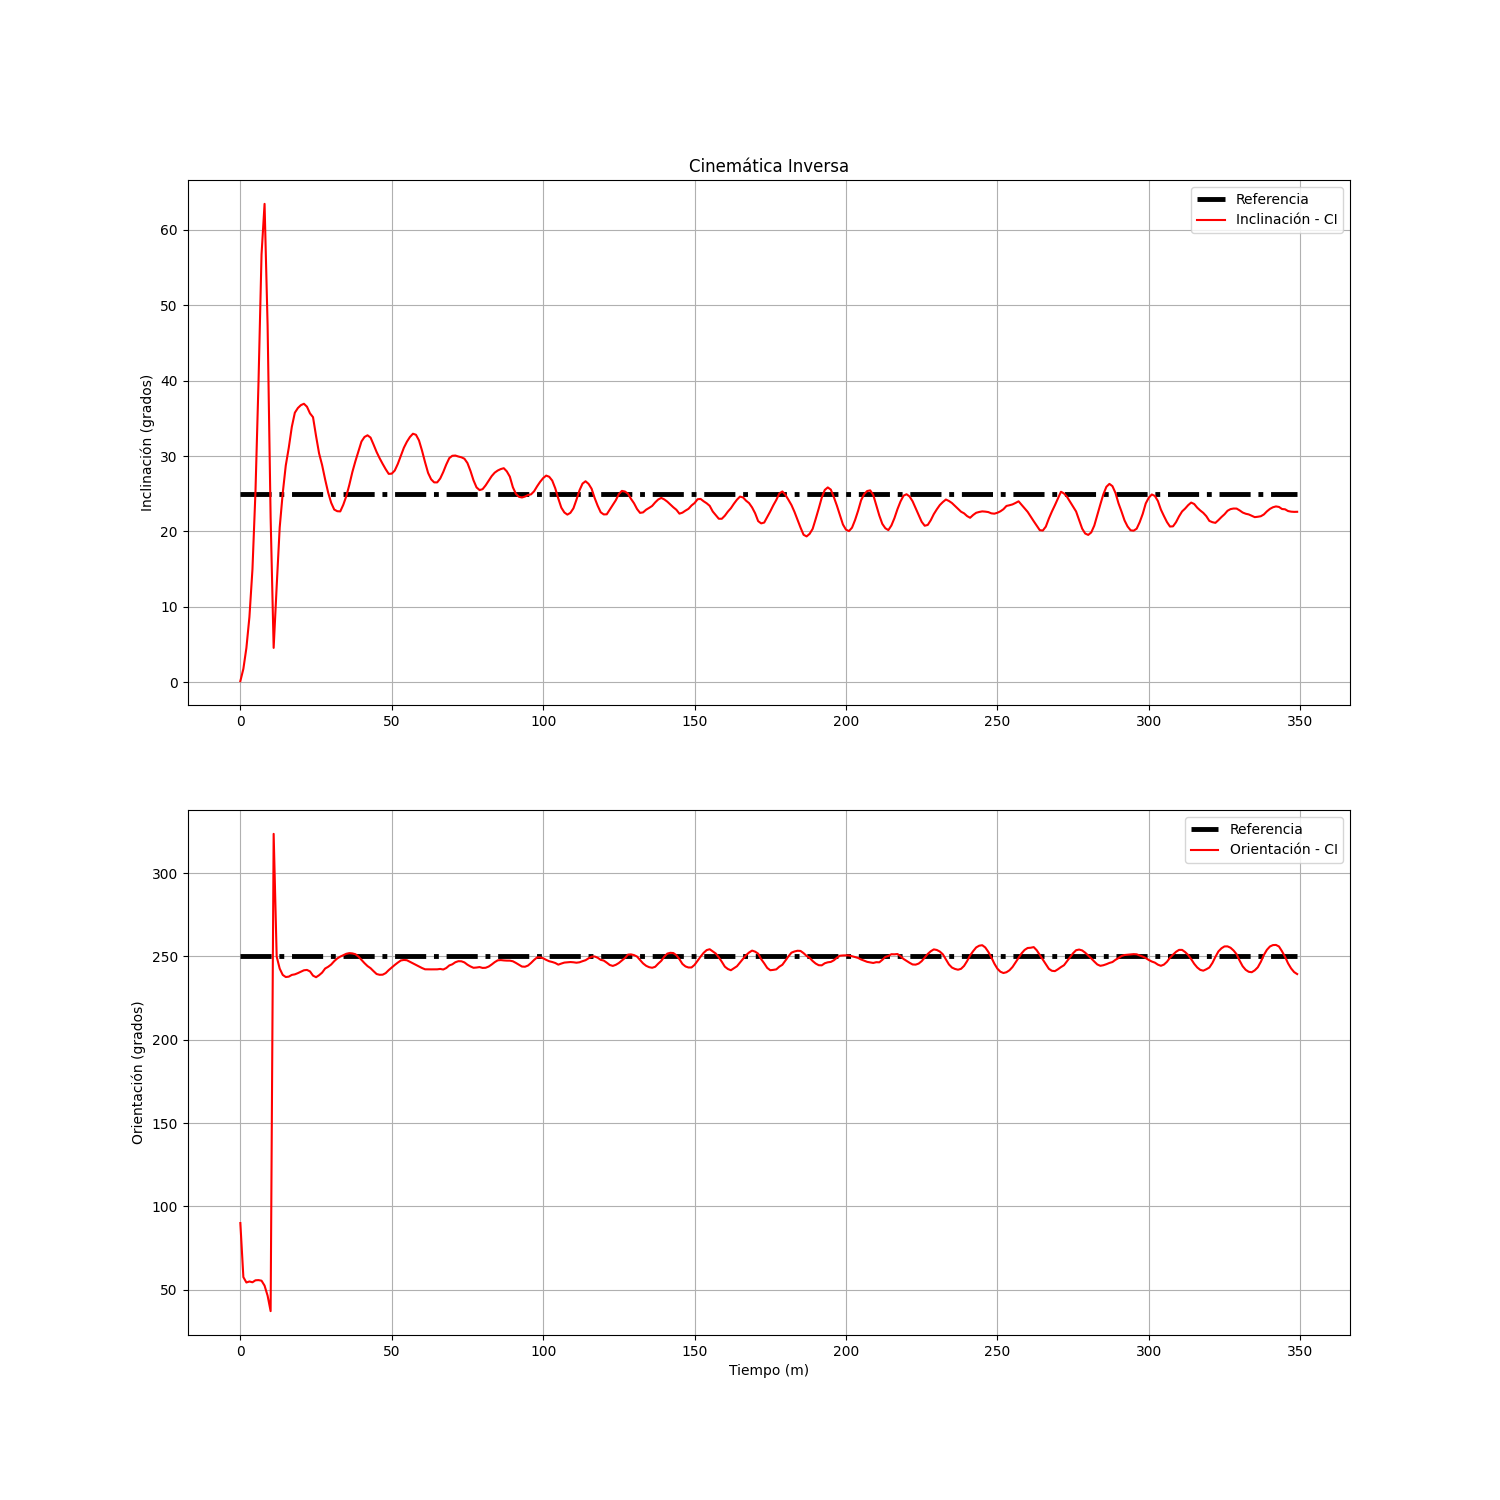 Cinemática Inversa
Referencia
Inclinación - CI
Inclinación (grados)
60
50
40
30
20
10
0
0 50 100 150 200 250 300 350
Referencia
Orientación - CI
Orientación (grados)
300
250
200
150
100
50
0 50 100 150 200 250 300 350
Tiempo (m)